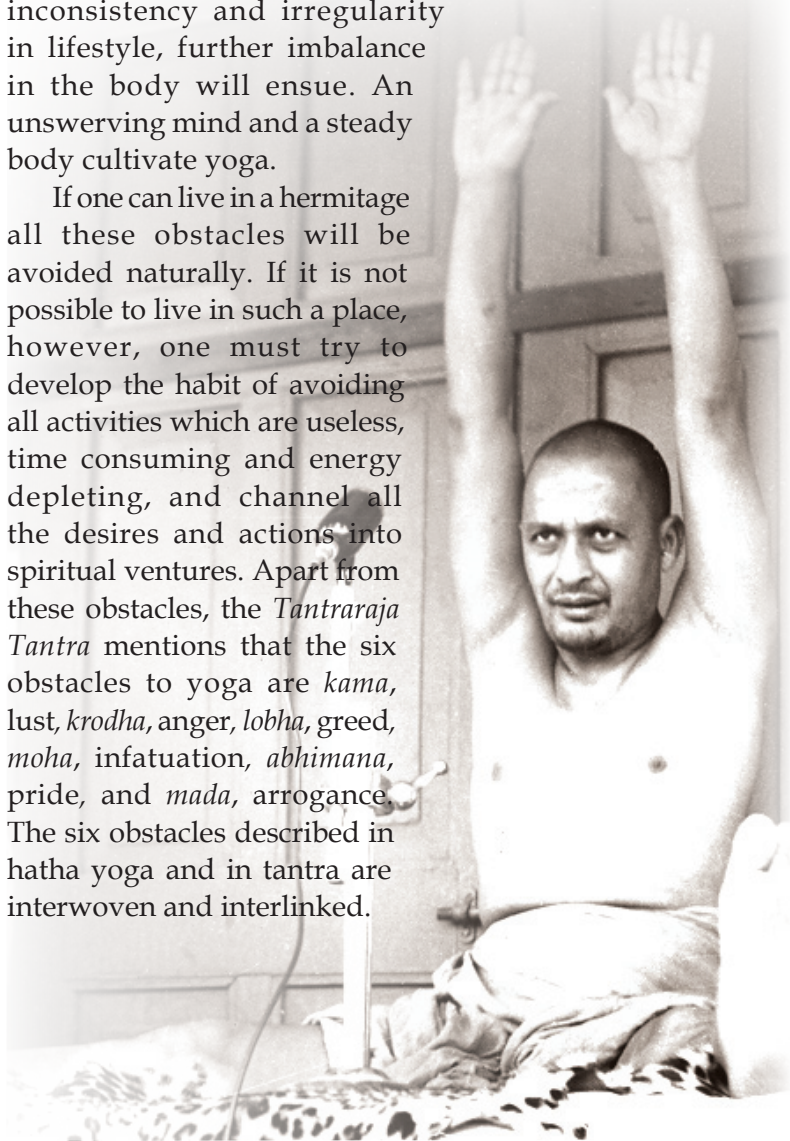 inconsistency and irregularity
in lifestyle, further imbalance
in the body will ensue. An
unswerving mind and a steady
body cultivate yoga.
If one can live in a hermitage
all these obstacles will be
avoided naturally. If it is not
possible to live in such a place,
however, one must try to
develop the habit of avoiding
all activities which are useless,
time consuming and energy
depleting, and channel all
the desires and actions into
spiritual ventures. Apart from
these obstacles, the Tantraraja
Tantra mentions that the six
obstacles to yoga are kama,
lust, krodha, anger, lobha, greed,
moha, infatuation, abhimana,
pride, and mada, arrogance.
The six obstacles described in
hatha yoga and in tantra are
interwoven and interlinked.